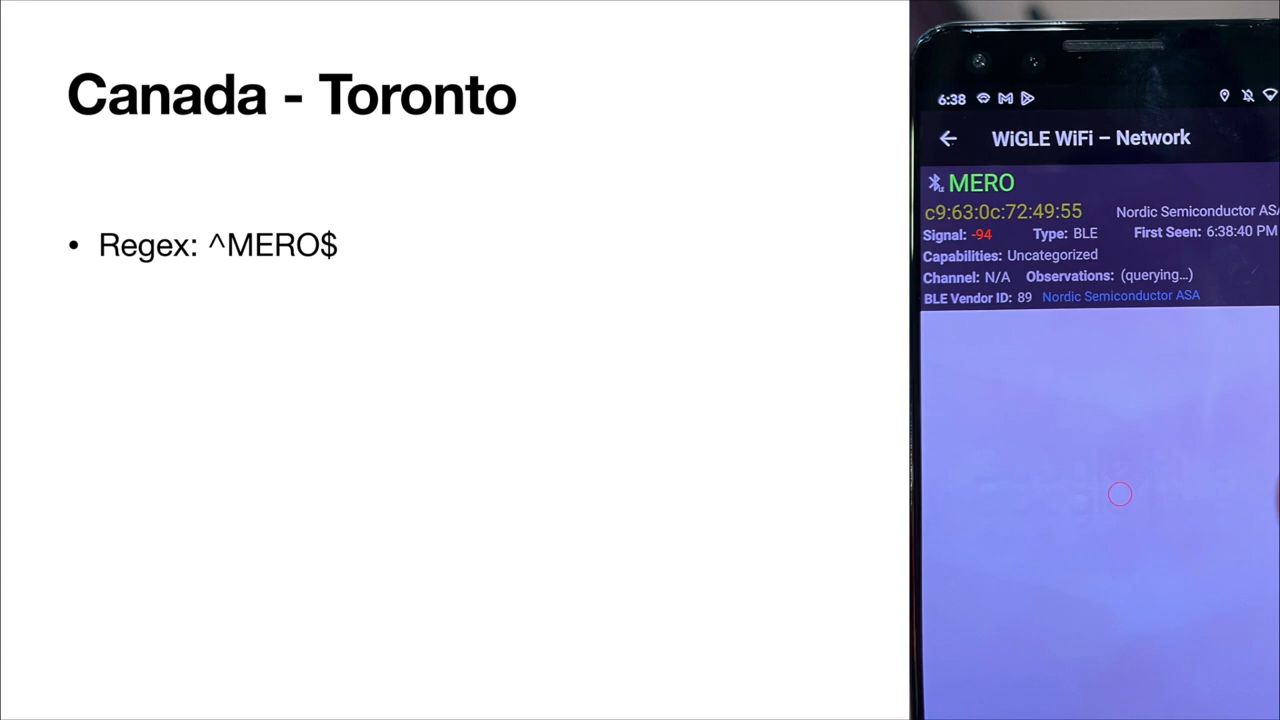 Canada - Toronto
• Regex: ^MERO$
6:38
WiGLE WiFi – Network
MERO
c9:63:0c:72:49:55 Nordic Semiconductor AS
Signal: -94 Type: BLE First Seen: 6:38:40 PM
Capabilities: Uncategorized
Channel: N/A Observations: (querying…)
BLE Vendor ID: 89 Nordic Semiconductor ASA